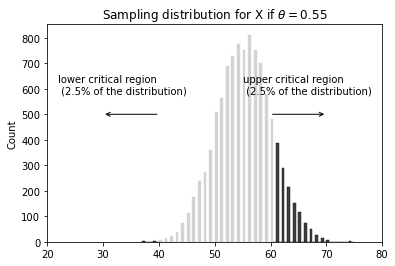 Sampling distribution for X if θ = 0.55
800
700
600
500
400
300
200
100
0
Count
lower critical region
(2.5% of the distribution)
upper critical region
(2.5% of the distribution)
20 30 40 50 60 70 80